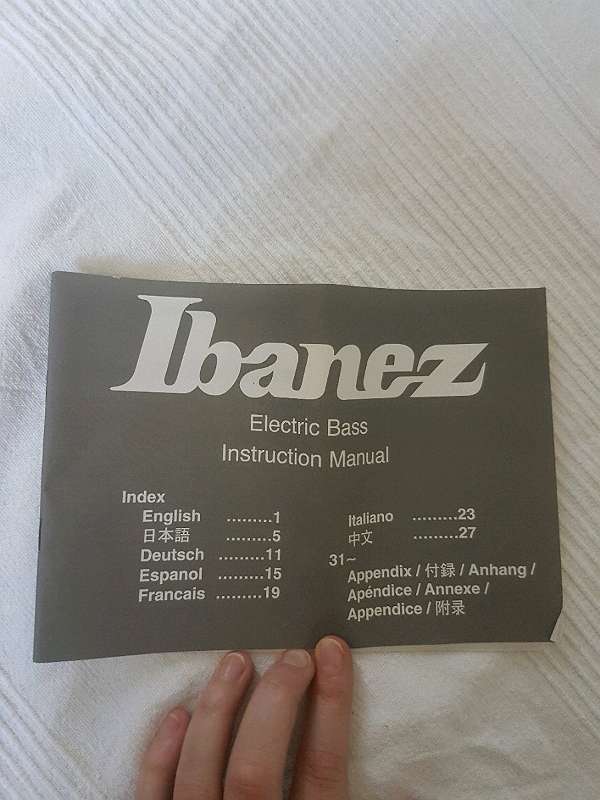 Ibanez
Electric Bass
Instruction Manual
Index
English .........1
日本語 .........5
Deutsch .........11
Espanol .........15
Francais .........19
Italiano .........23
中文 .........27
31~
Appendix / 付録 / Anhang /
Apéndice / Annexe /
Appendice / 附录